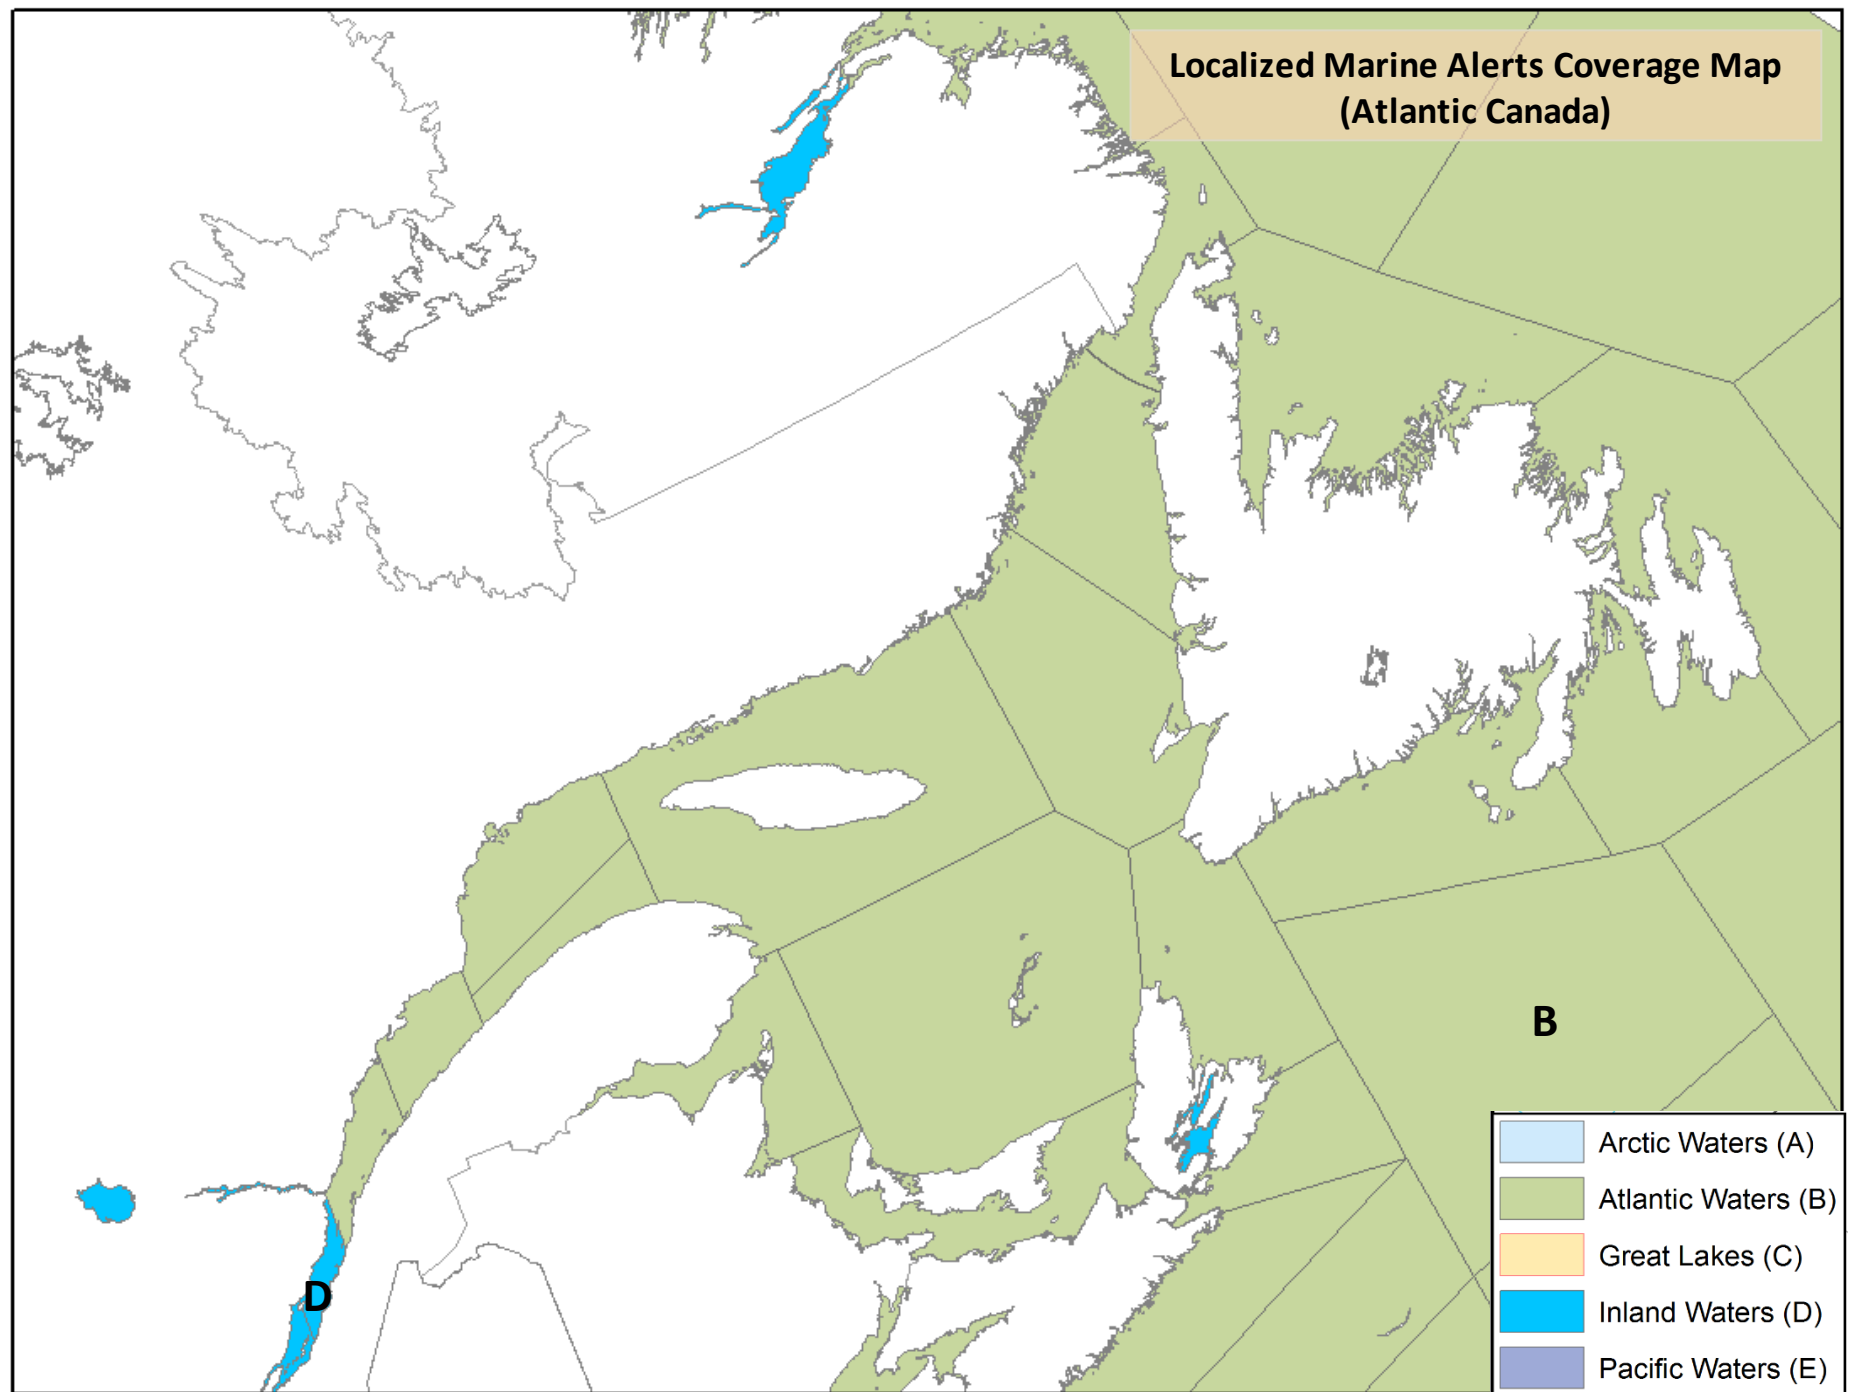 Localized Marine Alerts Coverage Map
(Atlantic Canada)
B
D
Arctic Waters (A)
Atlantic Waters (B)
Great Lakes (C)
Inland Waters (D)
Pacific Waters (E)